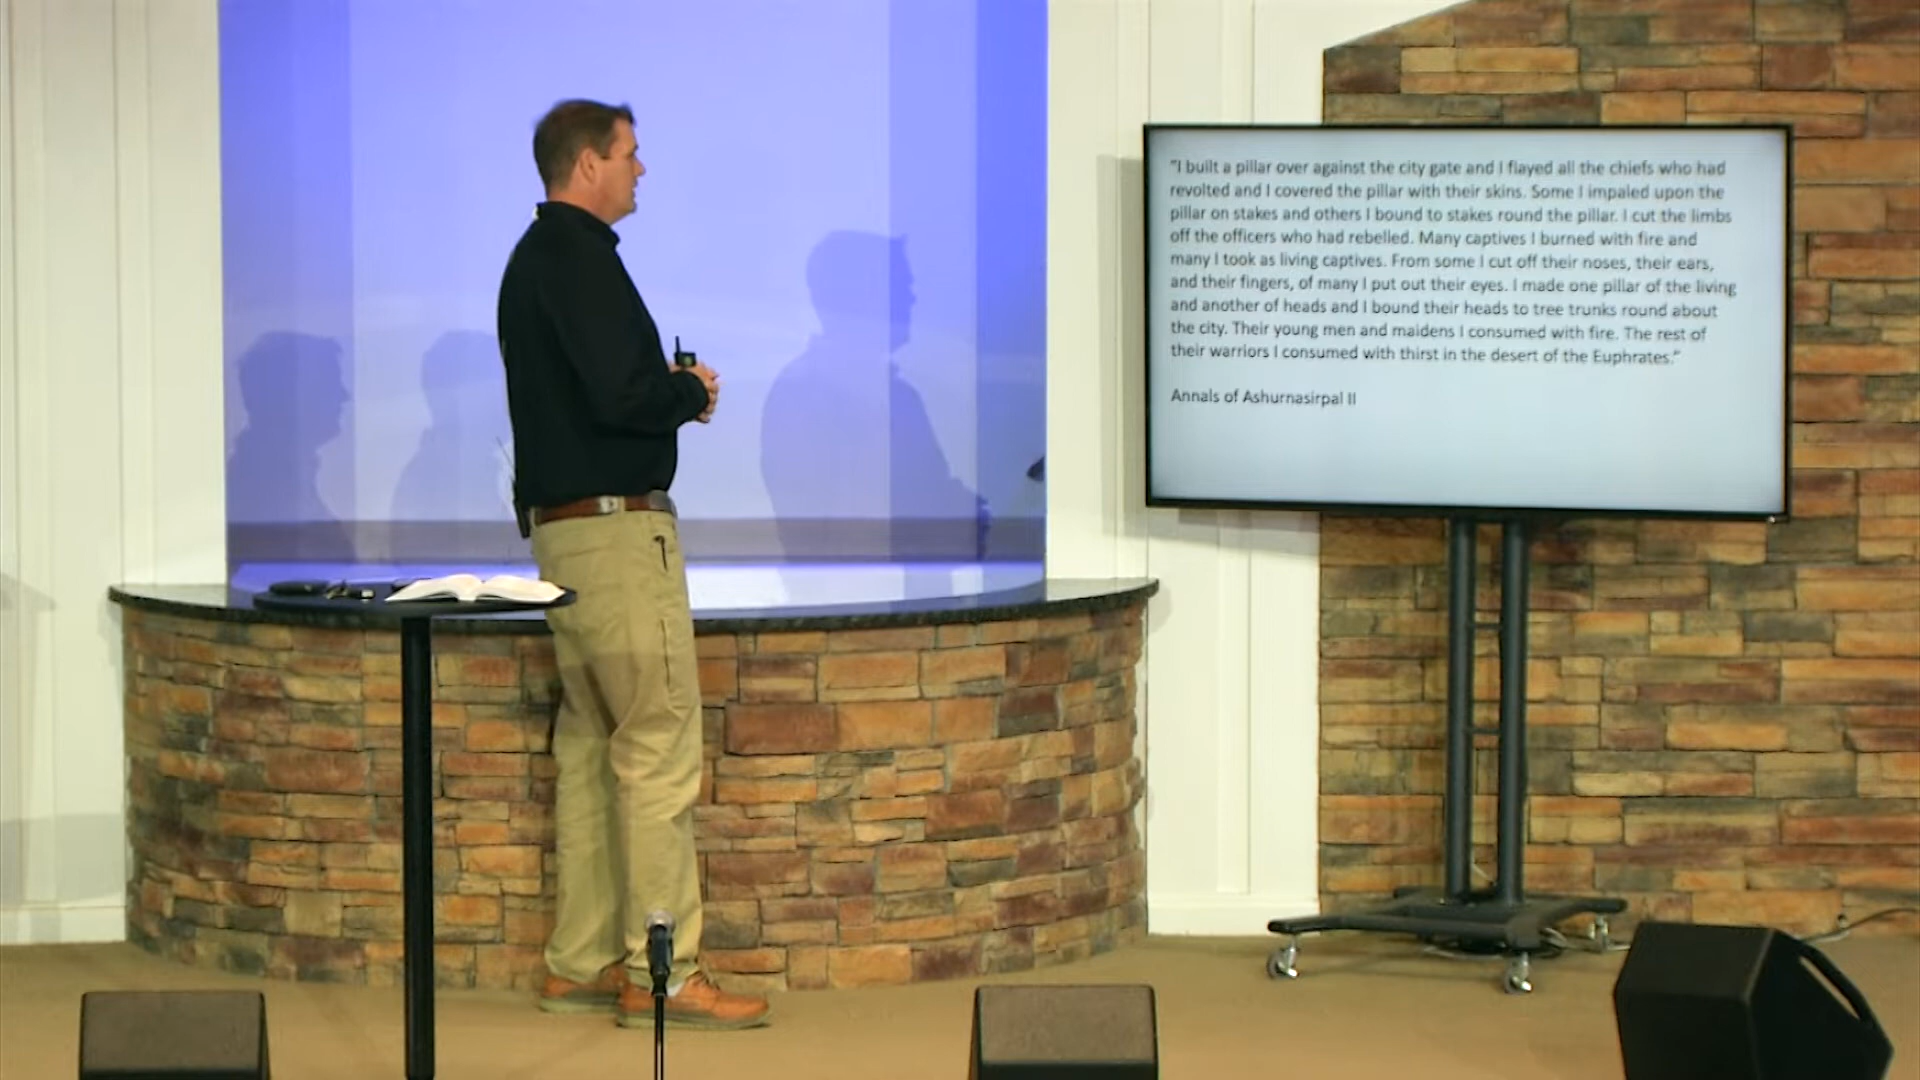 "I built a pillar over against the city gate and I flayed all the chiefs who had
revolted and I covered the pillar with their skins. Some I impaled upon the
pillar on stakes and others I bound to stakes round the pillar. I cut the limbs
off the officers who had rebelled. Many captives I burned with fire and
many I took as living captives. From some I cut off their noses, their ears,
and their fingers, of many I put out their eyes. I made one pillar of the living
and another of heads and I bound their heads to tree trunks round about
the city. Their young men and maidens I consumed with fire. The rest of
their warriors I consumed with thirst in the desert of the Euphrates."
Annals of Ashurnasirpal II